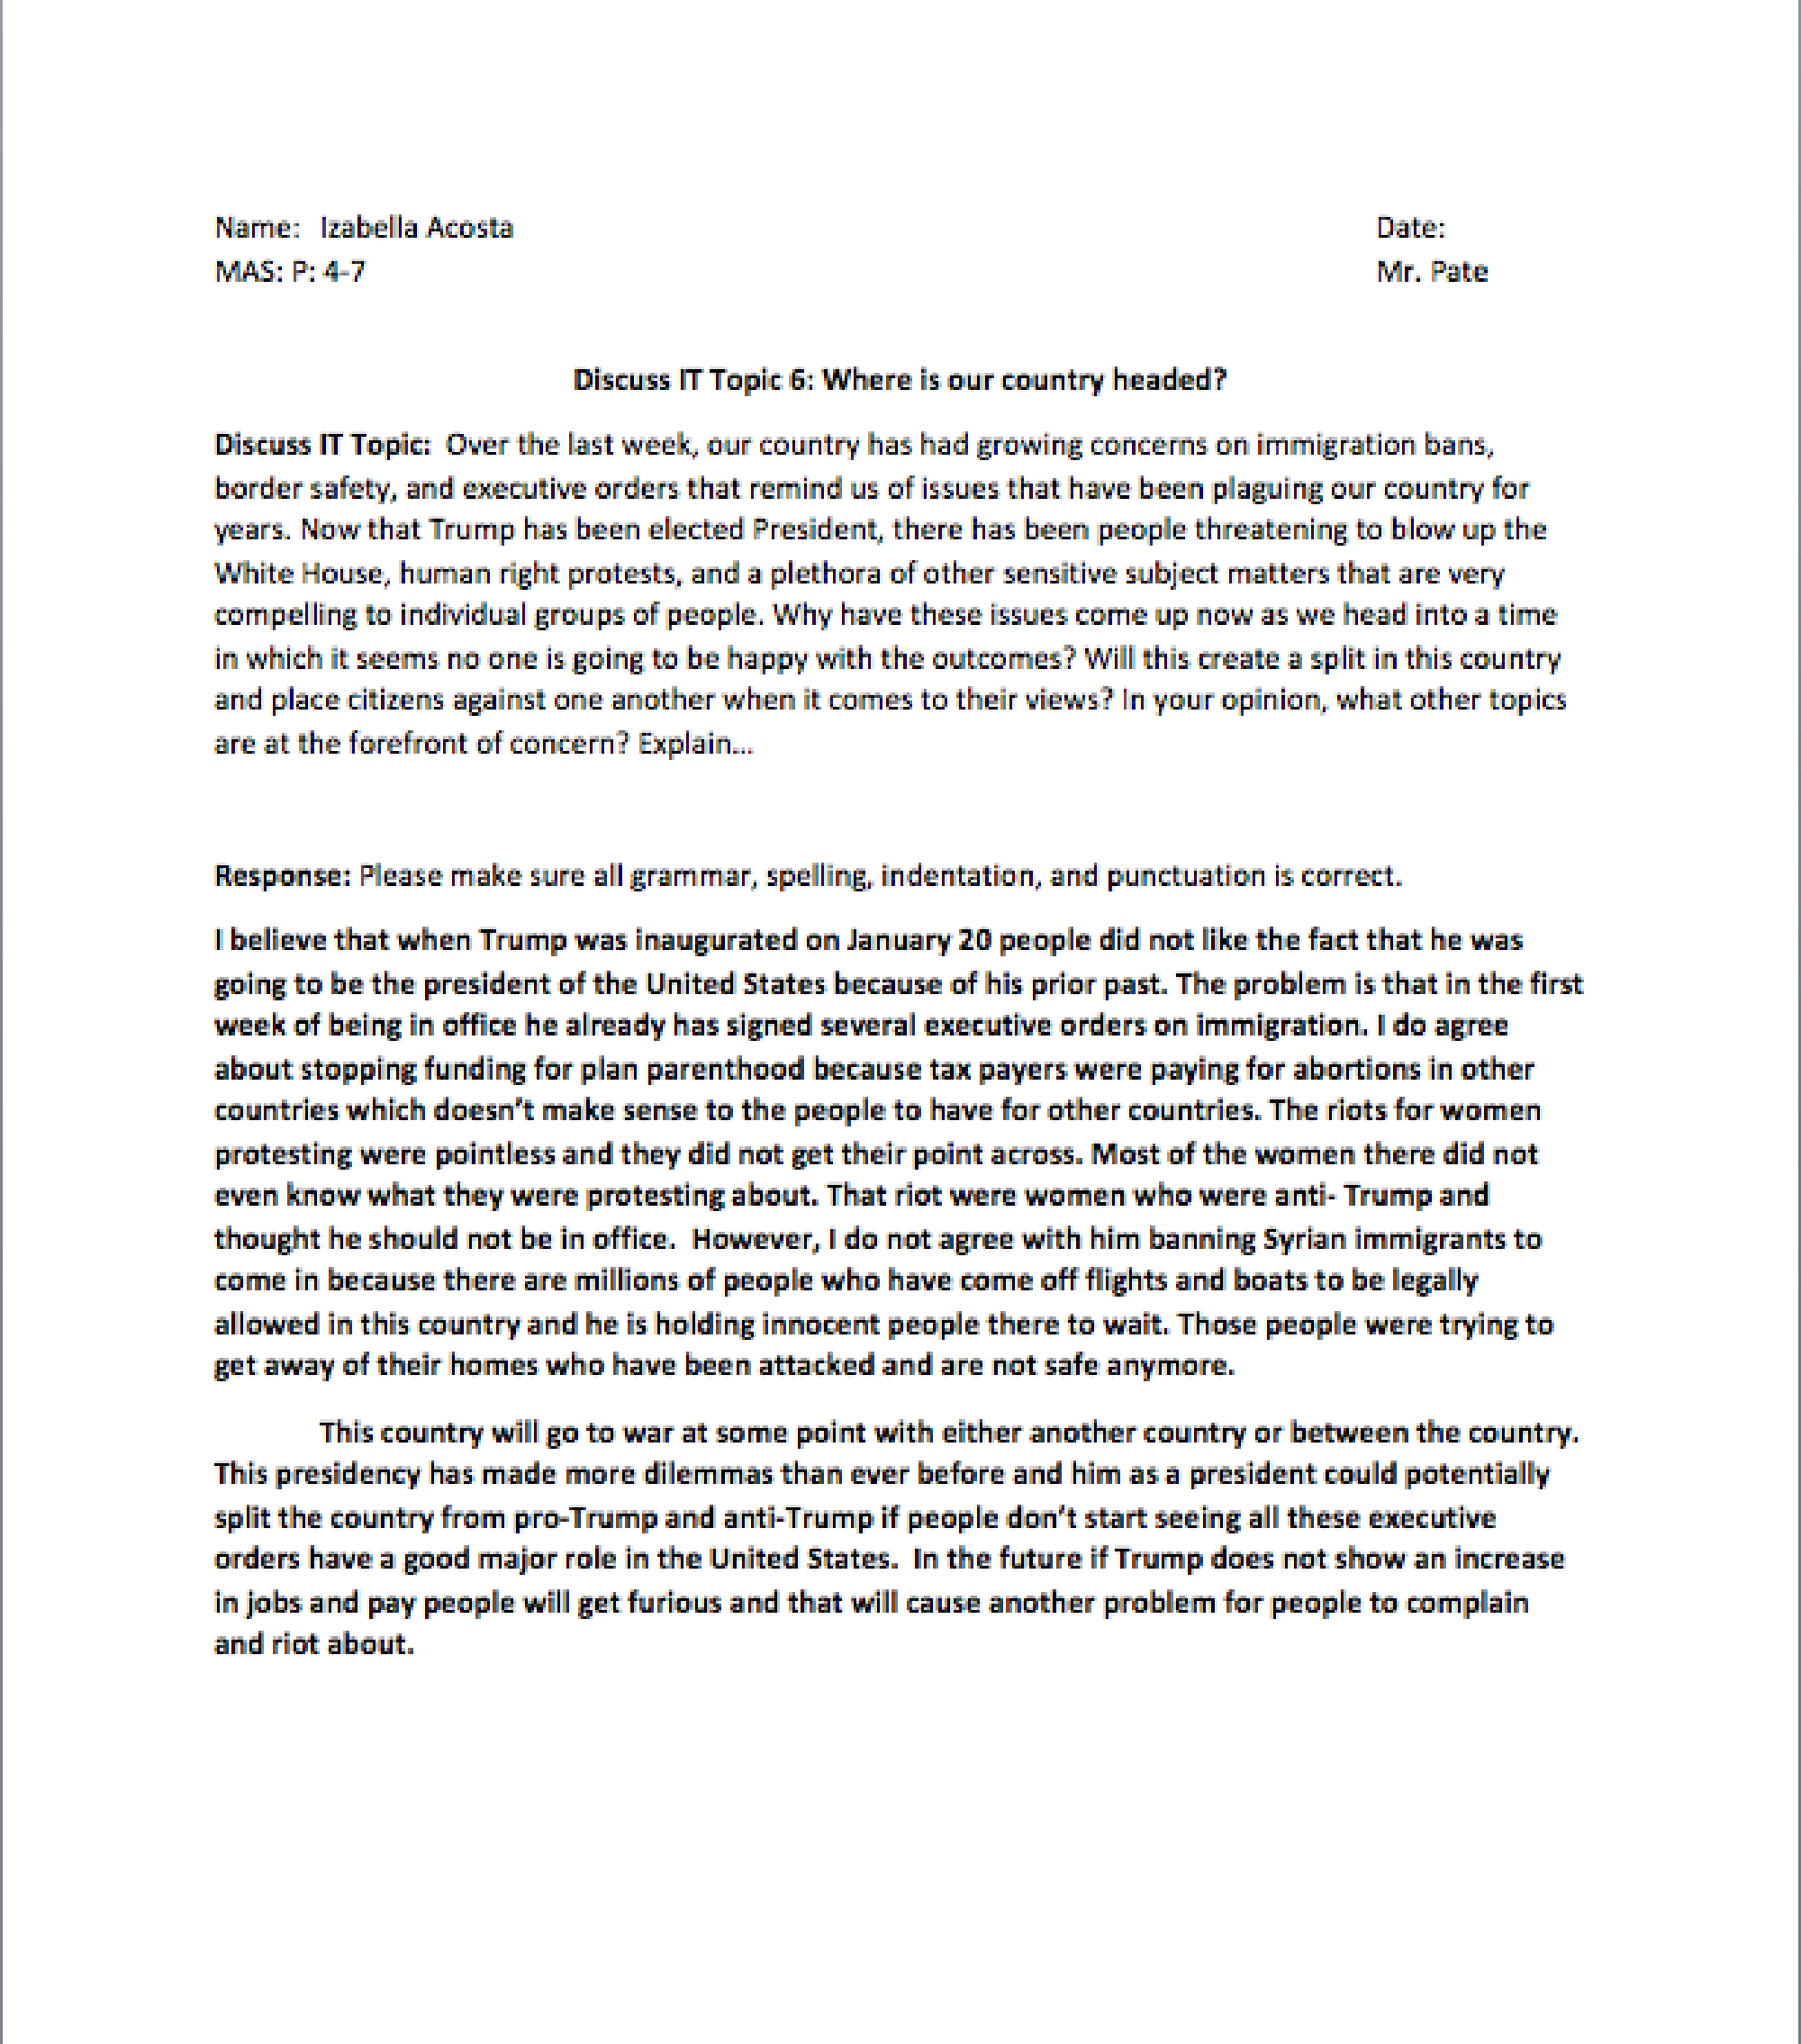 Name: Izabella Acosta Date:
MAS: P: 4-7 Mr. Pate
Discuss IT Topic 6: Where is our country headed?
Discuss IT Topic: Over the last week, our country has had growing concerns on immigration bans,
border safety, and executive orders that remind us of issues that have been plaguing our country for
years. Now that Trump has been elected President, there has been people threatening to blow up the
White House, human right protests, and a plethora of other sensitive subject matters that are very
compelling to individual groups of people. Why have these issues come up now as we head into a time
in which it seems no one is going to be happy with the outcomes? Will this create a split in this country
and place citizens against one another when it comes to their views? In your opinion, what other topics
are at the forefront of concern? Explain...
Response: Please make sure all grammar, spelling, indentation, and punctuation is correct.
I believe that when Trump was inaugurated on January 20 people did not like the fact that he was
going to be the president of the United States because of his prior past. The problem is that in the first
week of being in office he already has signed several executive orders on immigration. I do agree
about stopping funding for plan parenthood because tax payers were paying for abortions in other
countries which doesn't make sense to the people to have for other countries. The riots for women
protesting were pointless and they did not get their point across. Most of the women there did not
even know what they were protesting about. That riot were women who were anti- Trump and
thought he should not be in office. However, I do not agree with him banning Syrian immigrants to
come in because there are millions of people who have come off flights and boats to be legally
allowed in this country and he is holding innocent people there to wait. Those people were trying to
get away of their homes who have been attacked and are not safe anymore.
This country will go to war at some point with either another country or between the country.
This presidency has made more dilemmas than ever before and him as a president could potentially
split the country from pro-Trump and anti-Trump if people don't start seeing all these executive
orders have a good major role in the United States. In the future if Trump does not show an increase
in jobs and pay people will get furious and that will cause another problem for people to complain
and riot about.